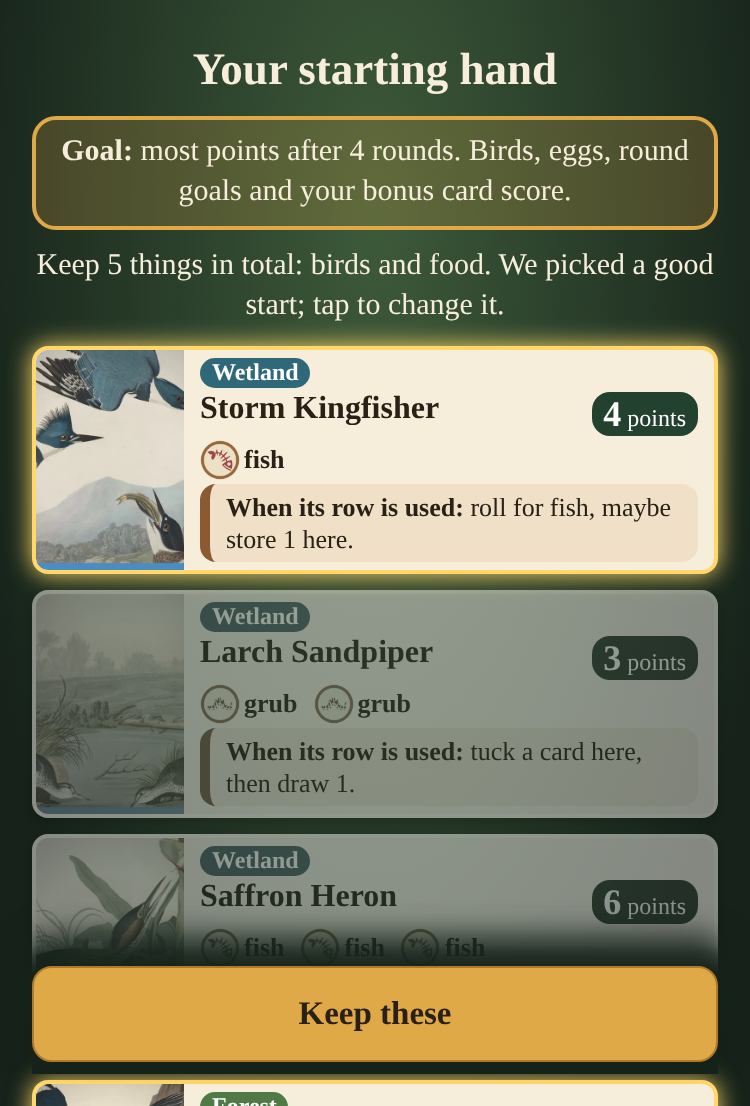 Your starting hand
Goal: most points after 4 rounds. Birds, eggs, round
goals and your bonus card score.
Keep 5 things in total: birds and food. We picked a good
start; tap to change it.
Wetland
Storm Kingfisher
4 points
fish
When its row is used: roll for fish, maybe
store 1 here.
Wetland
Larch Sandpiper
3 points
grub grub
When its row is used: tuck a card here,
then draw 1.
Wetland
Saffron Heron
6 points
fish fish fish
Keep these
Forest